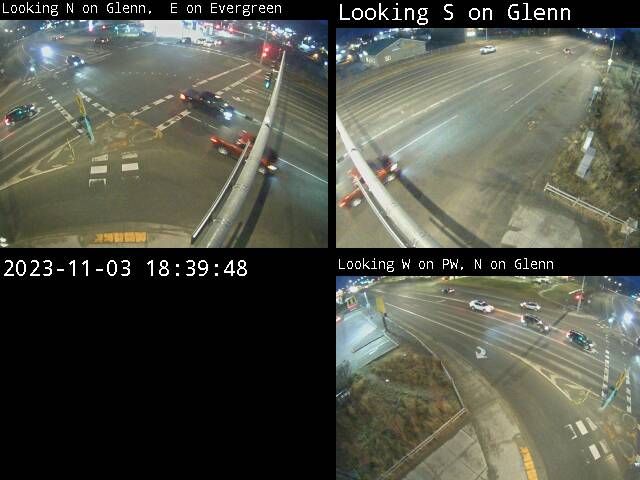 Looking N on Glenn, E on Evergreen
Looking S on Glenn
2023-11-03 18:39:48
Looking W on PW, N on Glenn